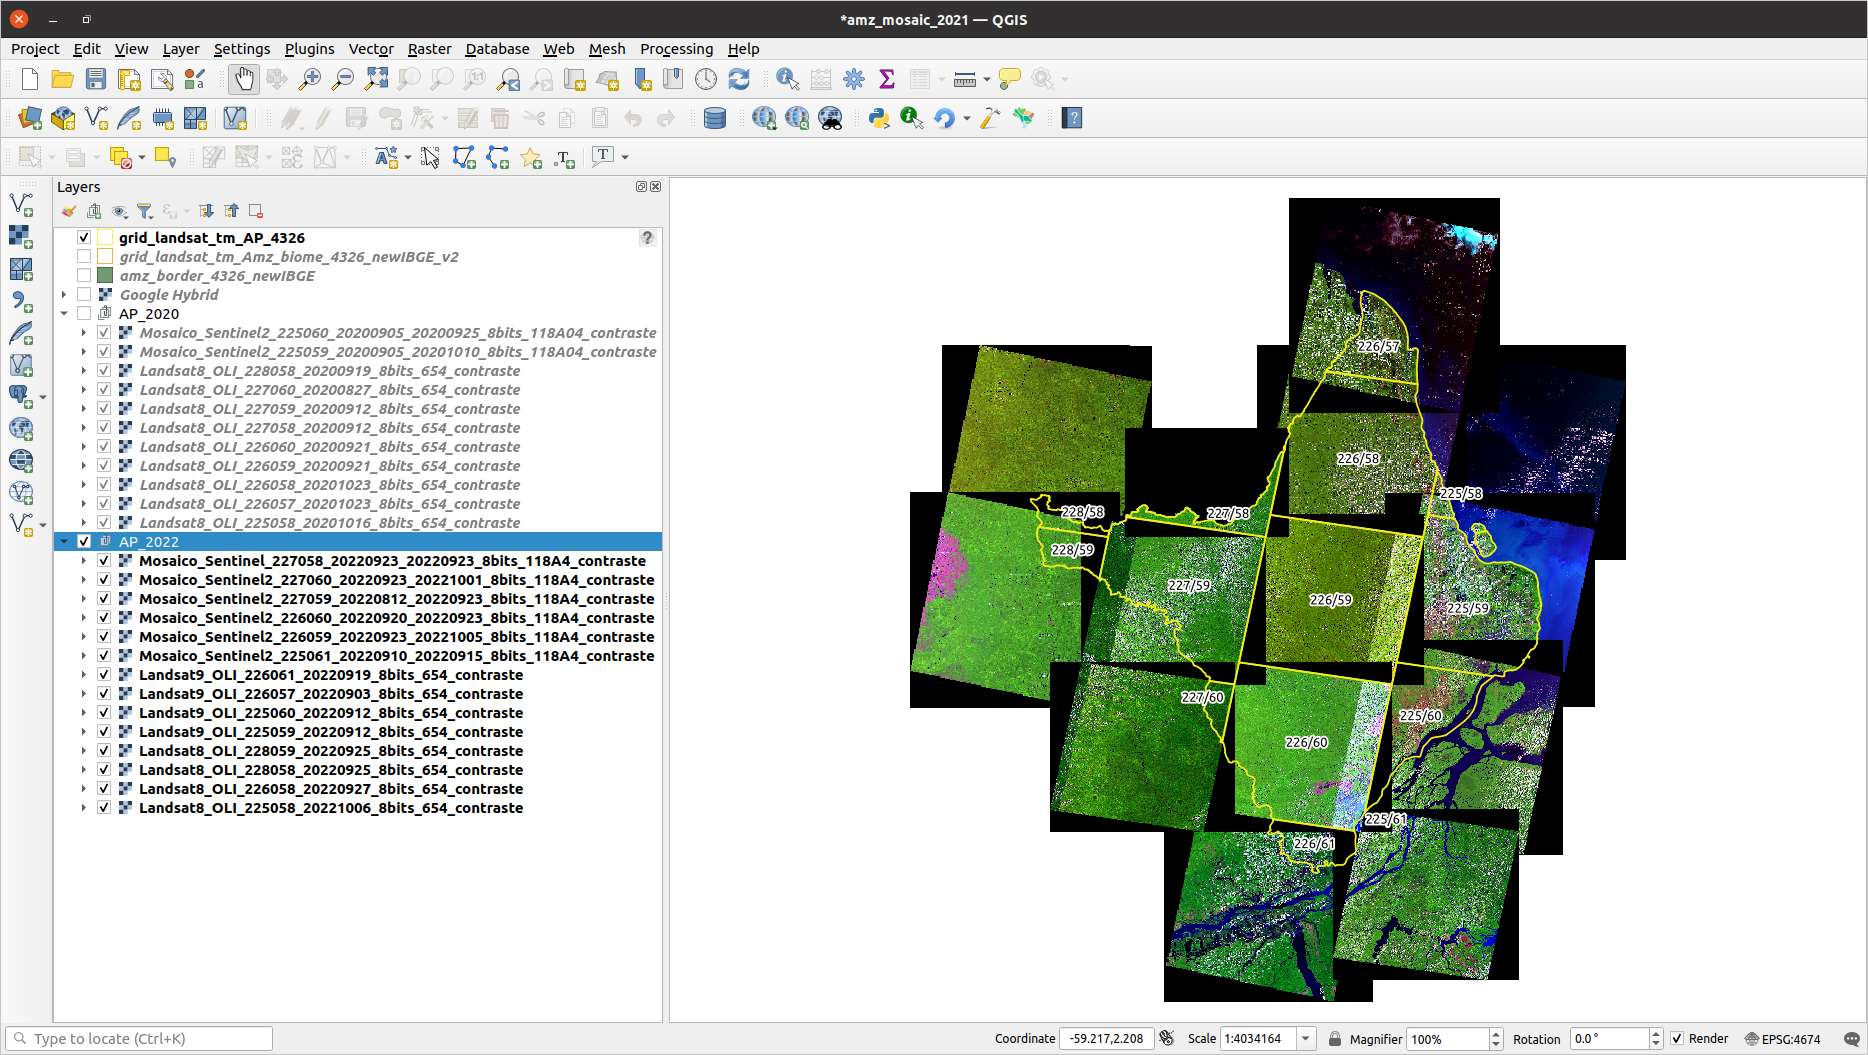 *amz_mosaic_2021 — QGIS
Project Edit View Layer Settings Plugins Vector Raster Database Web Mesh Processing Help
Layers
grid_landsat_tm_AP_4326
grid_landsat_tm_Amz_biome_4326_newIBGE_v2
amz_border_4326_newIBGE
Google Hybrid
AP_2020
Mosaico_Sentinel2_225060_20200905_20200925_8bits_118A04_contraste
Mosaico_Sentinel2_225059_20200905_20201010_8bits_118A04_contraste
Landsat8_OLI_228058_20200919_8bits_654_contraste
Landsat8_OLI_227060_20200827_8bits_654_contraste
Landsat8_OLI_227059_20200912_8bits_654_contraste
Landsat8_OLI_227058_20200912_8bits_654_contraste
Landsat8_OLI_226060_20200921_8bits_654_contraste
Landsat8_OLI_226059_20200921_8bits_654_contraste
Landsat8_OLI_226058_20201023_8bits_654_contraste
Landsat8_OLI_226057_20201023_8bits_654_contraste
Landsat8_OLI_225058_20201016_8bits_654_contraste
AP_2022
Mosaico_Sentinel_227058_20220923_20220923_8bits_118A4_contraste
Mosaico_Sentinel2_227060_20220923_20221001_8bits_118A4_contraste
Mosaico_Sentinel2_227059_20220812_20220923_8bits_118A4_contraste
Mosaico_Sentinel2_226060_20220920_20220923_8bits_118A4_contraste
Mosaico_Sentinel2_226059_20220923_20221005_8bits_118A4_contraste
Mosaico_Sentinel2_225061_20220910_20220915_8bits_118A4_contraste
Landsat9_OLI_226061_20220919_8bits_654_contraste
Landsat9_OLI_226057_20220903_8bits_654_contraste
Landsat9_OLI_225060_20220912_8bits_654_contraste
Landsat9_OLI_225059_20220912_8bits_654_contraste
Landsat8_OLI_228059_20220925_8bits_654_contraste
Landsat8_OLI_228058_20220925_8bits_654_contraste
Landsat8_OLI_226058_20220927_8bits_654_contraste
Landsat8_OLI_225058_20221006_8bits_654_contraste
226/57
226/58
225/58
228/58
227/58
228/59
227/59
226/59
225/59
227/60
225/60
226/60
225/61
226/61
Type to locate (Ctrl+K)
Coordinate -59.217,2.208 Scale 1:4034164 Magnifier 100% Rotation 0.0 ° Render EPSG:4674